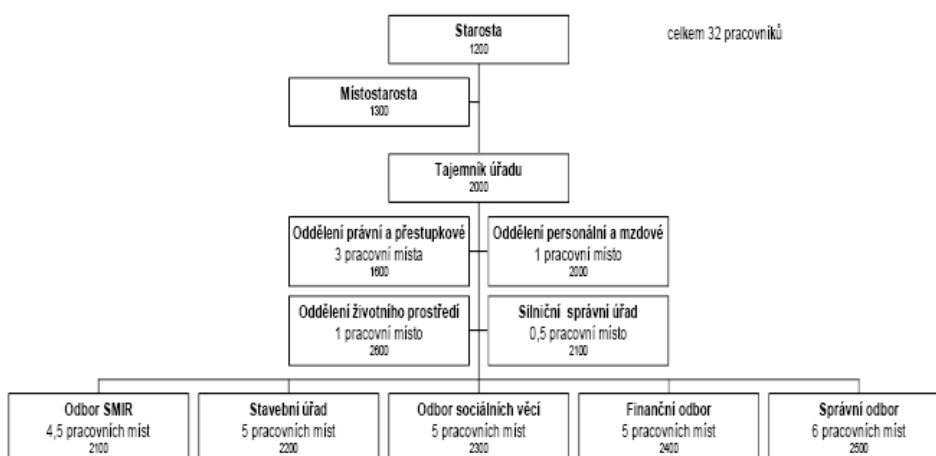 Starosta
1200
celkem 32 pracovníků
Místostarosta
1300
Tajemník úřadu
2000
Oddělení právní a přestupkové
3 pracovní místa
1600
Oddělení personální a mzdové
1 pracovní místo
2000
Oddělení životního prostředí
1 pracovní místo
2600
Silniční správní úřad
0,5 pracovní místo
2100
Odbor SMIR
4,5 pracovních míst
2100
Stavební úřad
5 pracovních míst
2200
Odbor sociálních věcí
5 pracovních míst
2300
Finanční odbor
5 pracovních míst
2400
Správní odbor
6 pracovních míst
2500